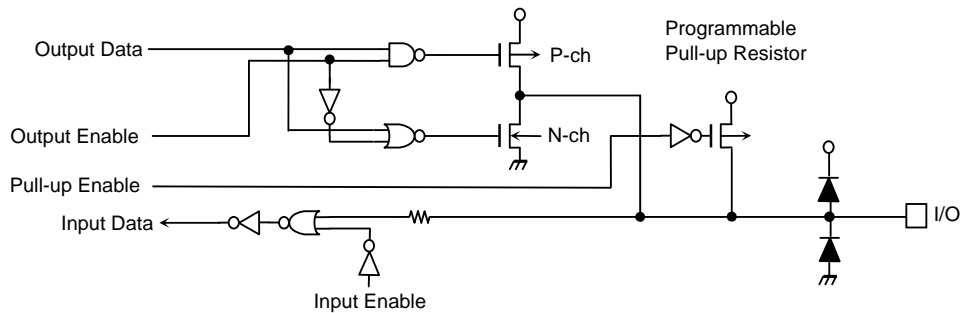 Output Data
P-ch
Programmable
Pull-up Resistor
Output Enable
N-ch
Pull-up Enable
Input Data
I/O
Input Enable